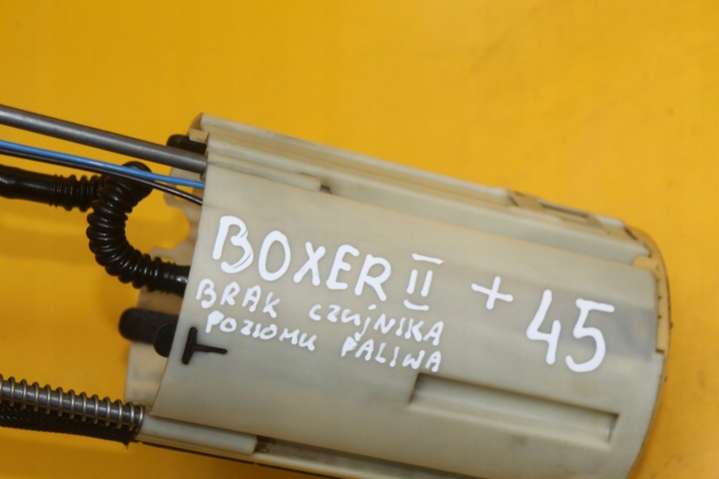 BOXER II + 45
BRAK CZUJNIKA
POZIOMU PALIWA
T